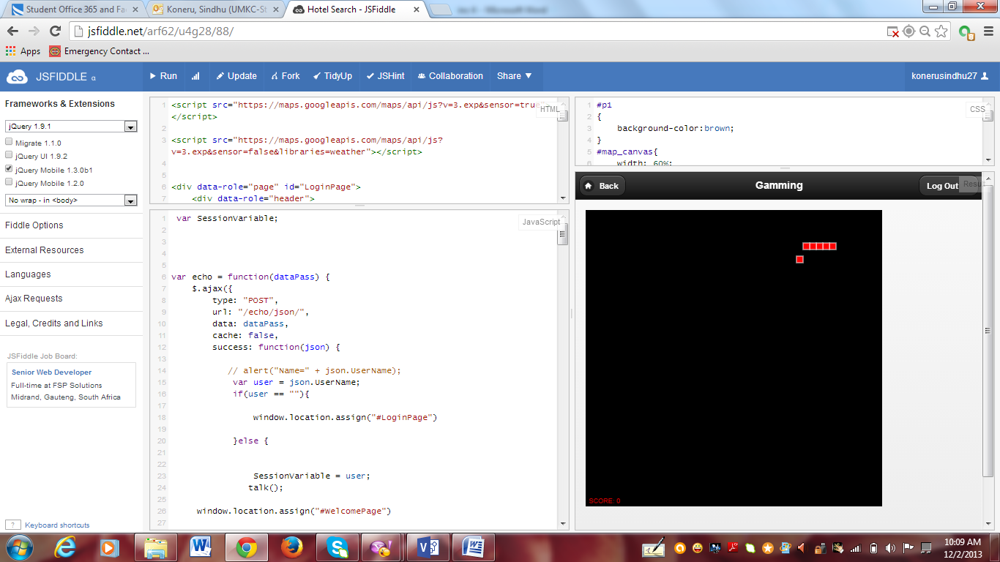 Student Office 365 and Fa
Koneru, Sindhu (UMKC-St
Hotel Search - JSFiddle
jsfiddle.net/arf62/u4g28/88/
Apps
Emergency Contact ...
JSFIDDLE α
Run
Update
Fork
TidyUp
JSHint
Collaboration
Share
konerusindhu27
Frameworks & Extensions
jQuery 1.9.1
Migrate 1.1.0
jQuery UI 1.9.2
jQuery Mobile 1.3.0b1
jQuery Mobile 1.2.0
No wrap - in <body>
Fiddle Options
External Resources
Languages
Ajax Requests
Legal, Credits and Links
JSFiddle Job Board:
Senior Web Developer
Full-time at FSP Solutions
Midrand, Gauteng, South Africa
? Keyboard shortcuts
HTML
1 <script src="https://maps.googleapis.com/maps/api/js?v=3.exp&sensor=true
</script>
2
3 <script src="https://maps.googleapis.com/maps/api/js?
v=3.exp&sensor=false&libraries=weather"></script>
4
5
6 <div data-role="page" id="LoginPage">
7 <div data-role="header">
JavaScript
1 var SessionVariable;
2
3
4
5
6 var echo = function(dataPass) {
7 $.ajax({
8 type: "POST",
9 url: "/echo/json/",
10 data: dataPass,
11 cache: false,
12 success: function(json) {
13
14 // alert("Name=" + json.UserName);
15 var user = json.UserName;
16 if(user == ""){
17
18 window.location.assign("#LoginPage")
19
20 }else {
21
22
23 SessionVariable = user;
24 talk();
25
26 window.location.assign("#WelcomePage")
27
CSS
1 #p1
2 {
3 background-color:brown;
4 }
5 #map_canvas{
6 width: 60%;
Back
Gamming
Log Out
Result
SCORE: 0
10:09 AM
12/2/2013